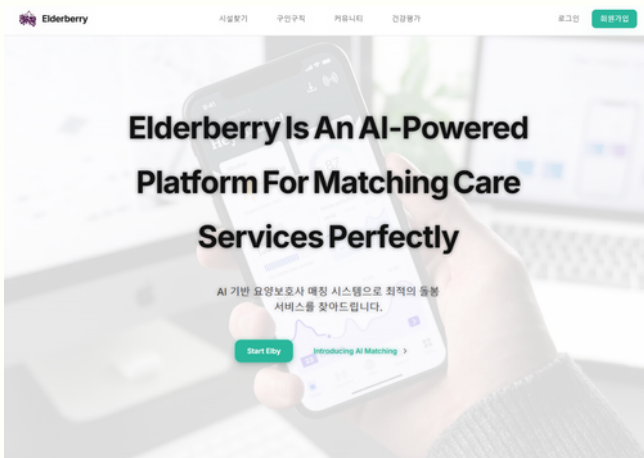 Elderberry
시설찾기
구인구직
커뮤니티
건강평가
로그인
회원가입
Elderberry Is An AI-Powered
Platform For Matching Care
Services Perfectly
AI 기반 요양보호사 매칭 시스템으로 최적의 돌봄
서비스를 찾아드립니다.
Start Elby
Introducing AI Matching >